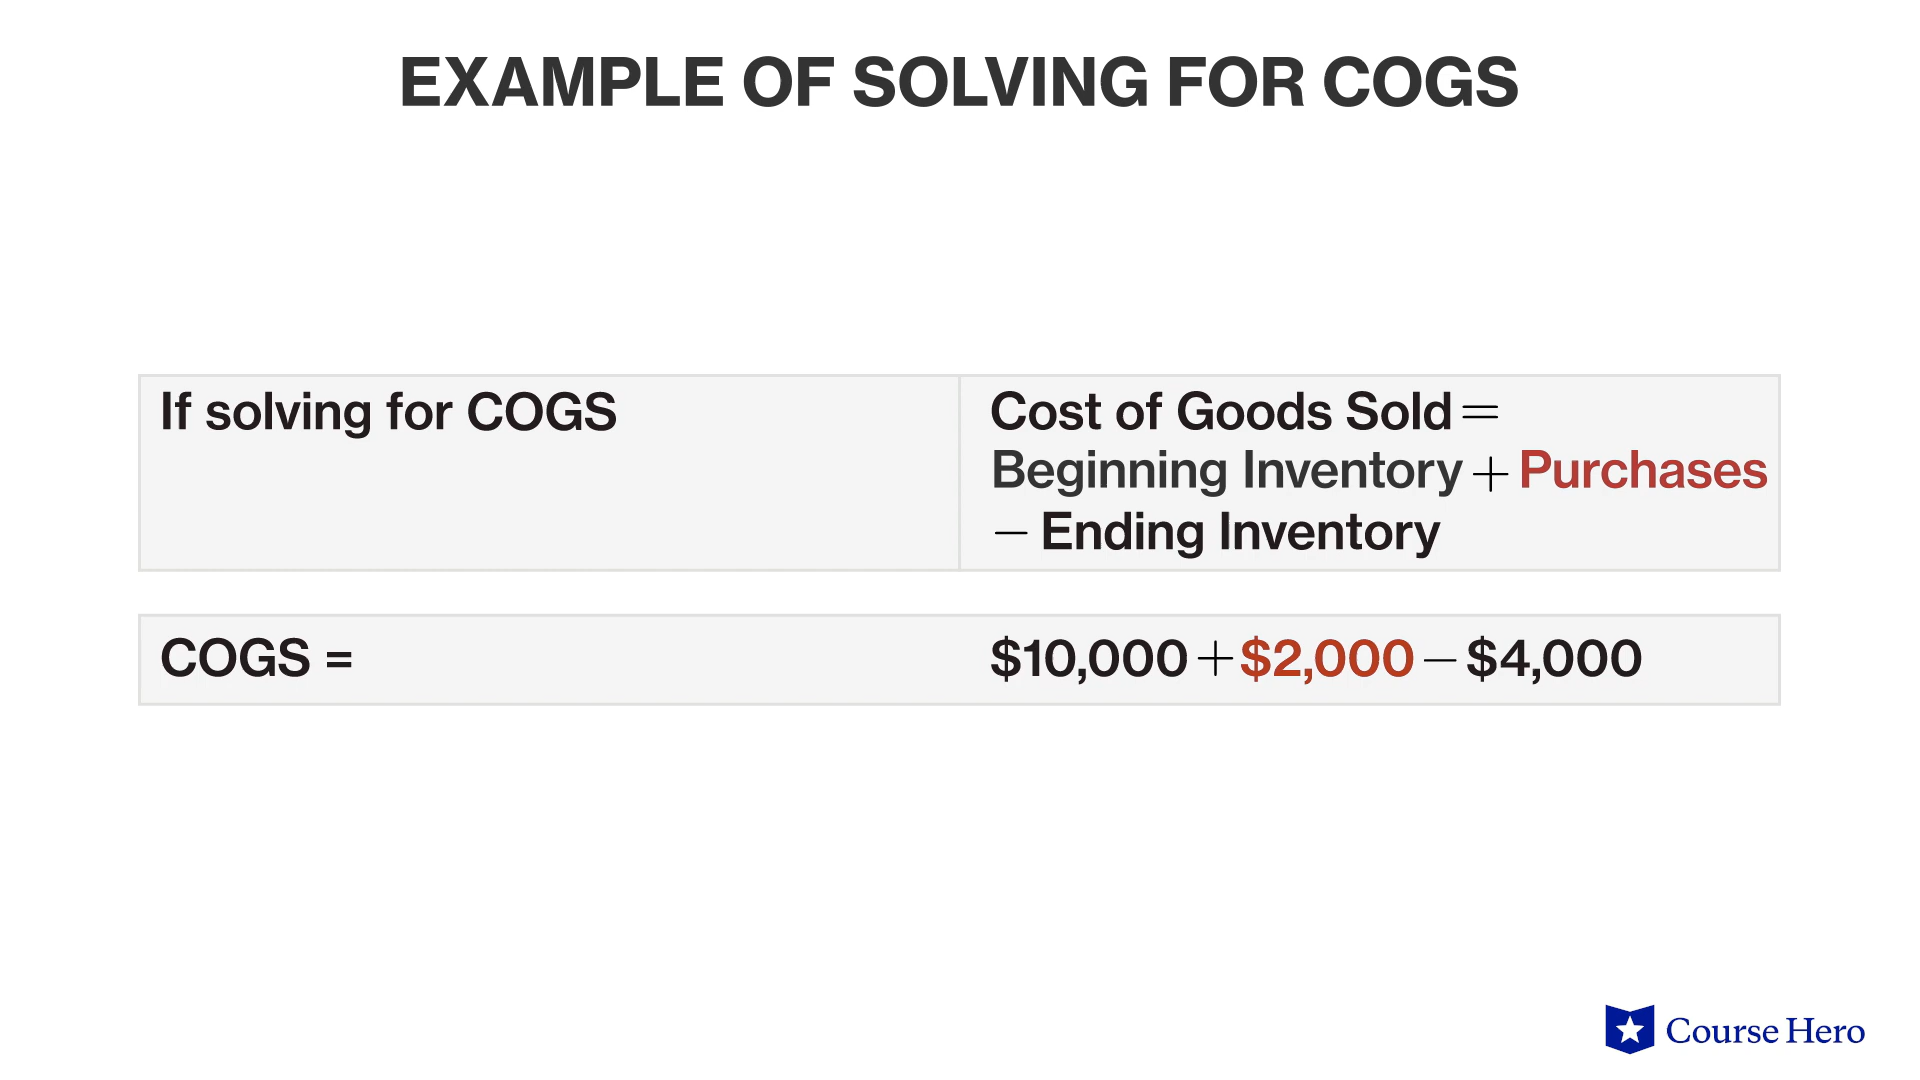 EXAMPLE OF SOLVING FOR COGS
If solving for COGS
Cost of Goods Sold =
Beginning Inventory + Purchases
− Ending Inventory
COGS =
$10,000 + $2,000 − $4,000
Course Hero